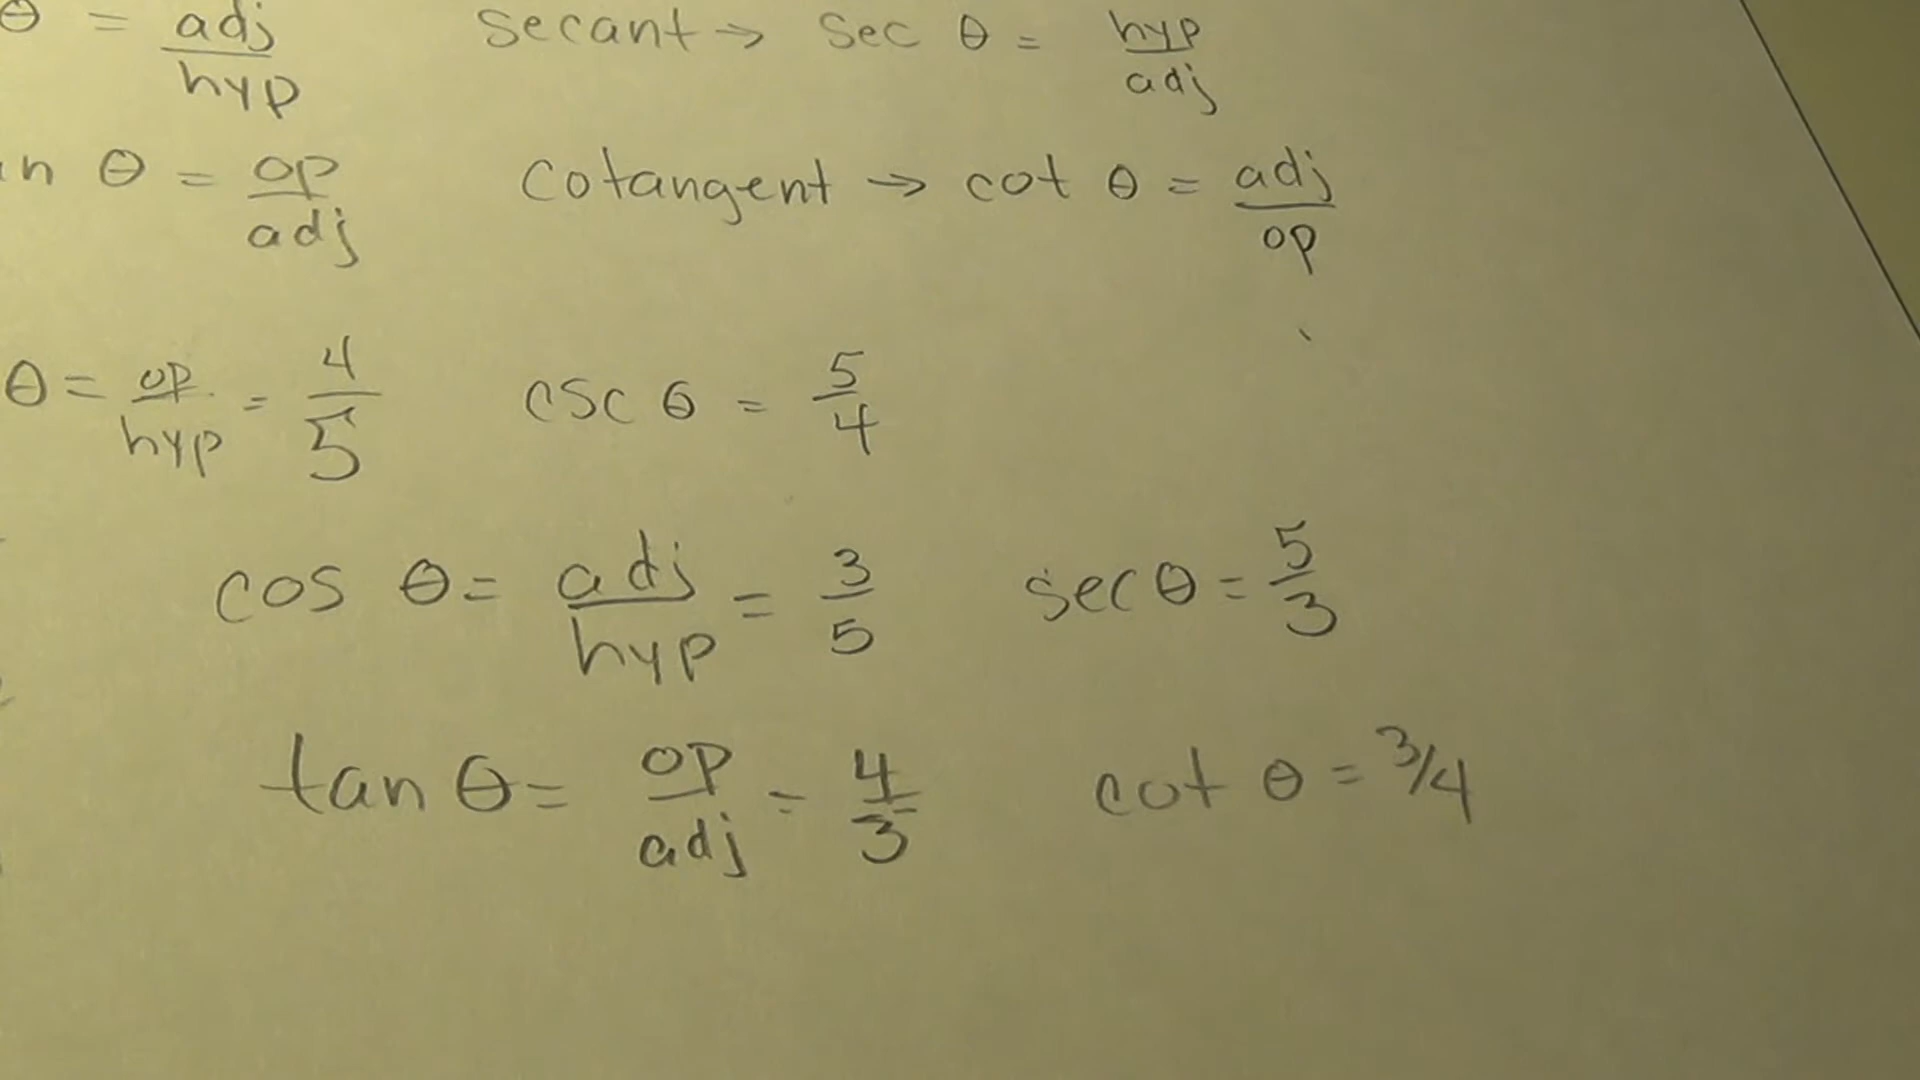 θ = adj/hyp secant → sec θ = hyp/adj
n θ = op/adj cotangent → cot θ = adj/op
θ = op/hyp = 4/5 csc θ = 5/4
cos θ = adj/hyp = 3/5 sec θ = 5/3
tan θ = op/adj = 4/3 cot θ = 3/4